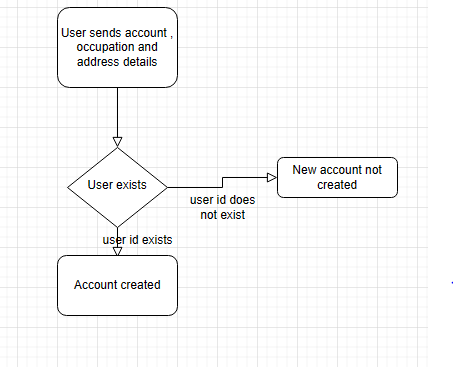 User sends account ,
occupation and
address details
User exists
New account not
created
user id does
not exist
user id exists
Account created